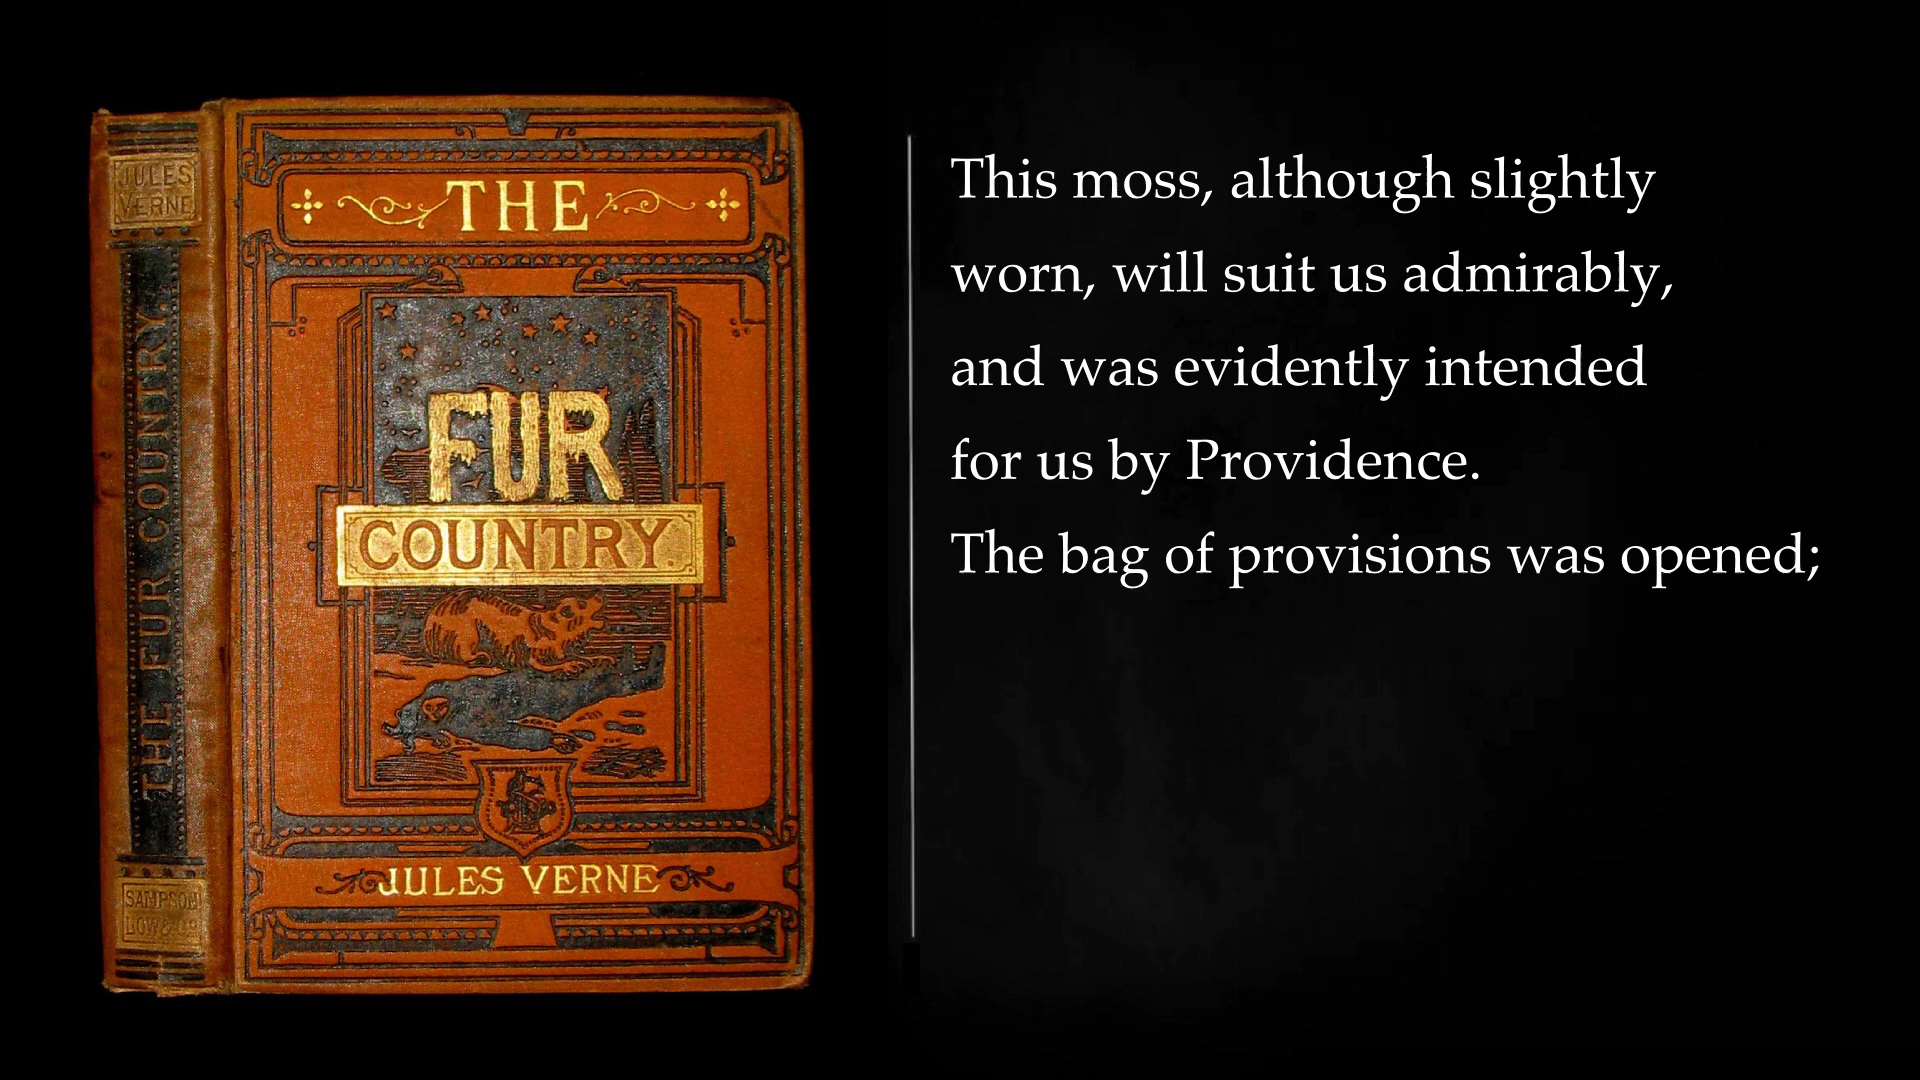 JULES
VERNE
THE FUR COUNTRY.
SAMPSON
LOW & Co
THE
FUR
COUNTRY.
JULES VERNE
This moss, although slightly
worn, will suit us admirably,
and was evidently intended
for us by Providence.
The bag of provisions was opened;